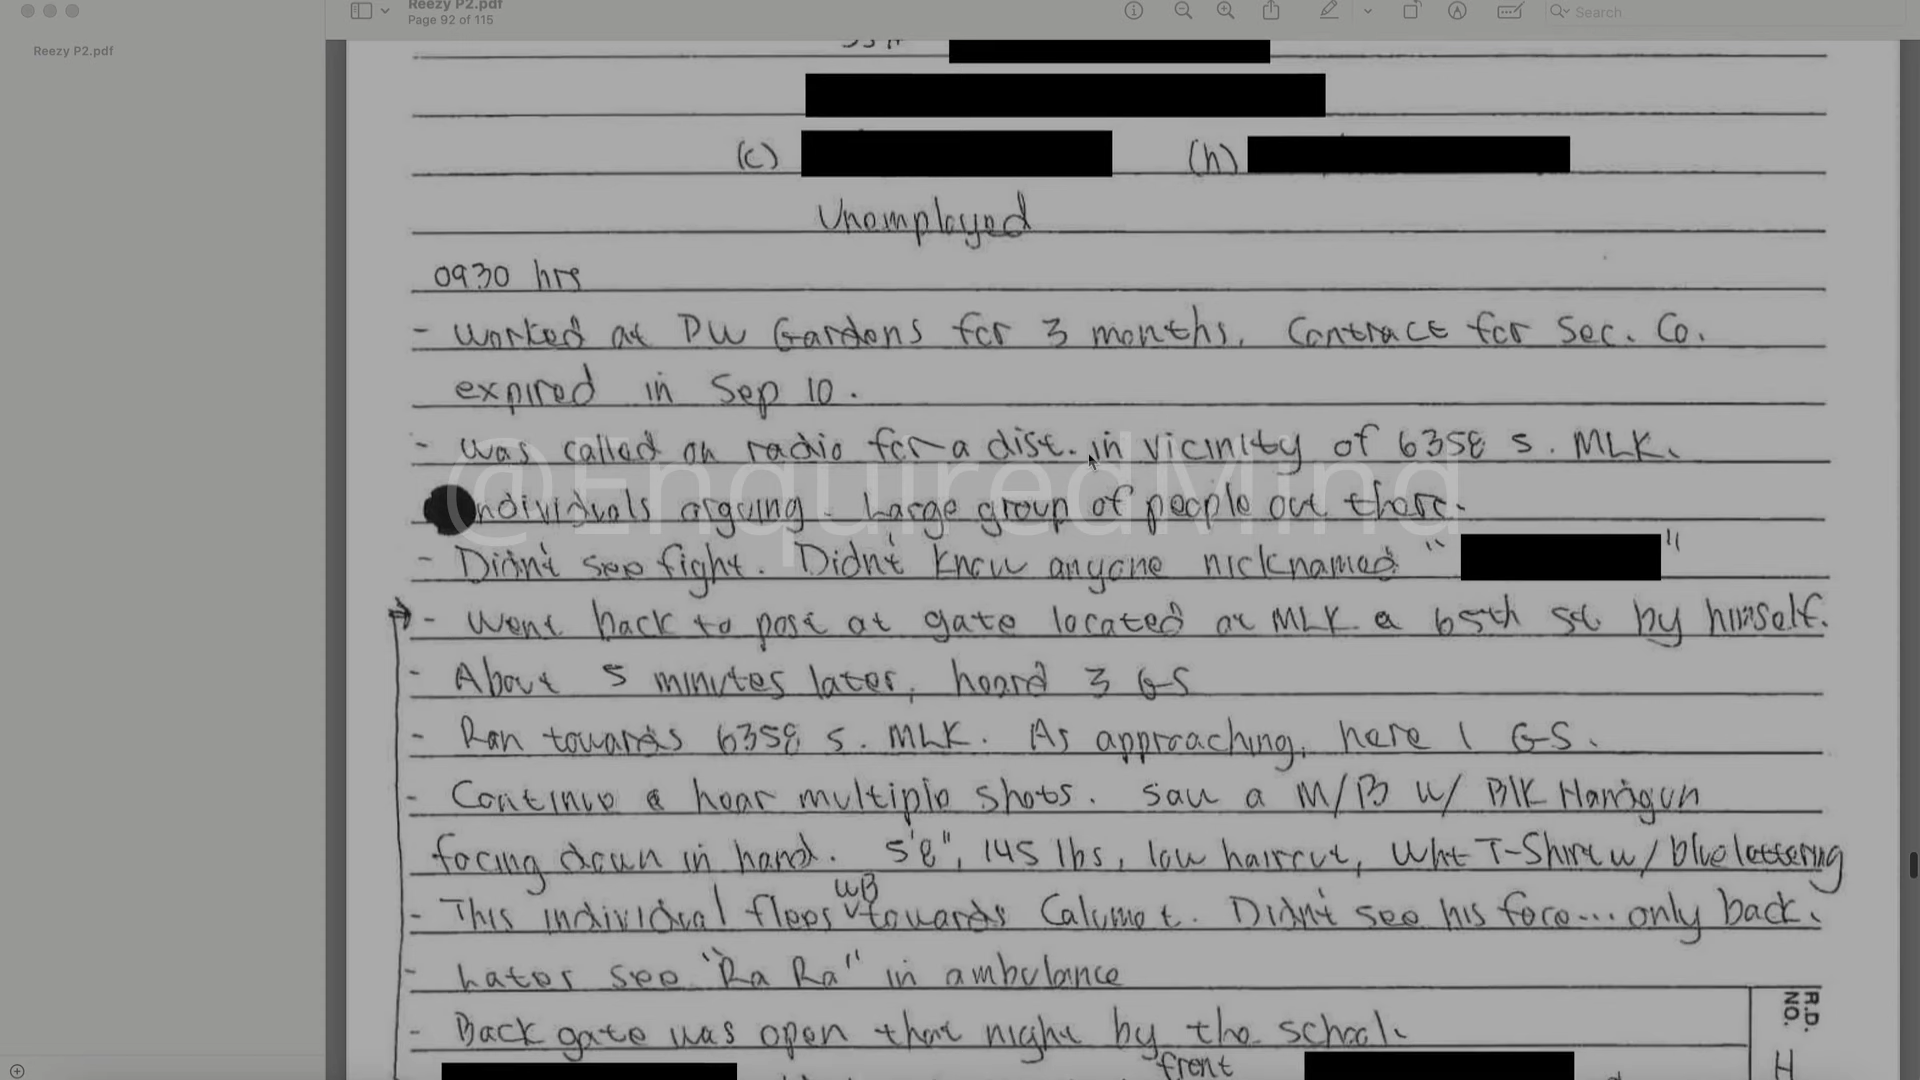 Reezy P2.pdf
Page 92 of 115
Search
Reezy P2.pdf
(c) (h)
Unemployed
0930 hrs
- Worked at PW Gardens for 3 months. Contract for Sec. Co.
expired in Sep 10.
- Was called on radio for a dist. in vicinity of 6358 S. MLK.
ndividuals arguing - Large group of people out there.
@EnquiredMind
- Didn't see fight. Didn't know anyone nicknamed " "
- Went back to post at gate located at MLK @ 65th St by himself.
- About 5 minutes later, heard 3 GS
- Ran towards 6358 S. MLK. As approaching, here 1 GS.
- Continue @ hear multiple shots. Saw a M/B w/ Blk Handgun
facing down in hand. 5'8", 145 lbs, low haircut, Wht T-Shirt w/ blue lettering
- This individual flees WB towards Calumet. Didn't see his face... only back.
- Later see "Ra Ra" in ambulance
- Back gate was open that night by the school.
front
R.D.
NO.
H